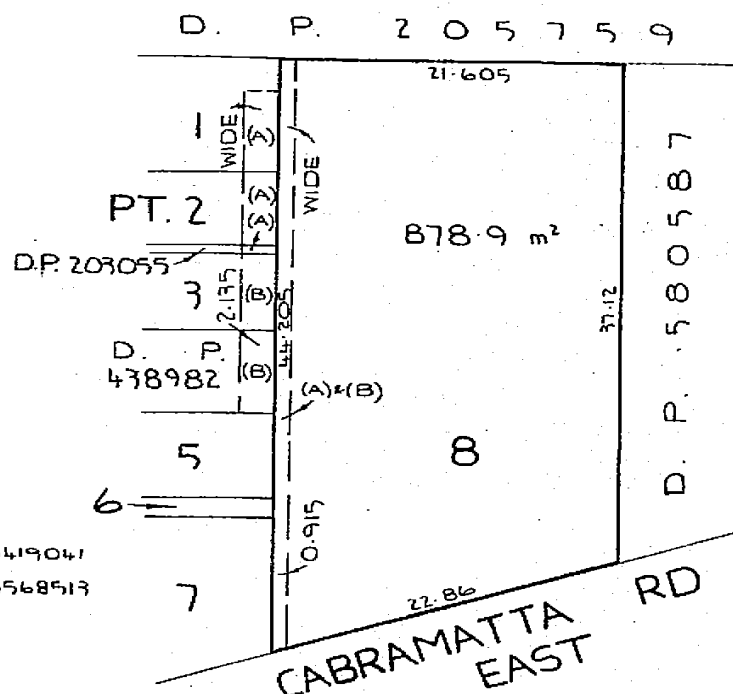 D. P. 205759
21.605
1
WIDE
(A)
WIDE
PT. 2
(A)
(A)
878.9 m²
D.P. 203055
3
2.135
(B)
44.205
37.12
D. P. 580587
D. P.
438982
(B)
(A)&(B)
5
8
6
0.915
419041
568513
7
22.86
CABRAMATTA RD
EAST